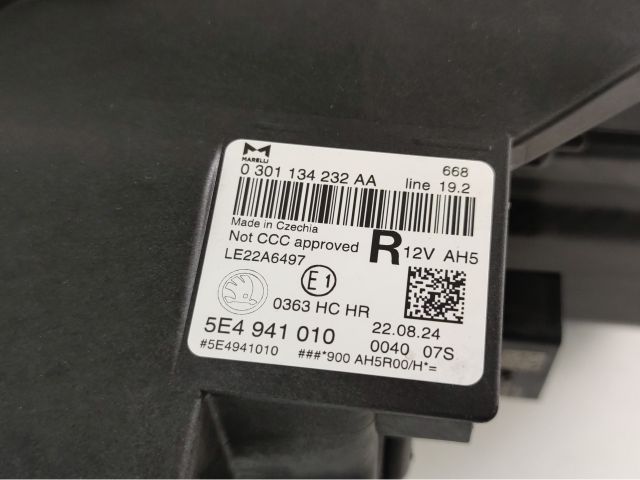 MARELLI
668
0 301 134 232 AA line 19.2
Made in Czechia
Not CCC approved R 12V AH5
LE22A6497
E1
0363 HC HR
5E4 941 010 22.08.24
#5E4941010 0040 07S
###*900 AH5R00/H*=